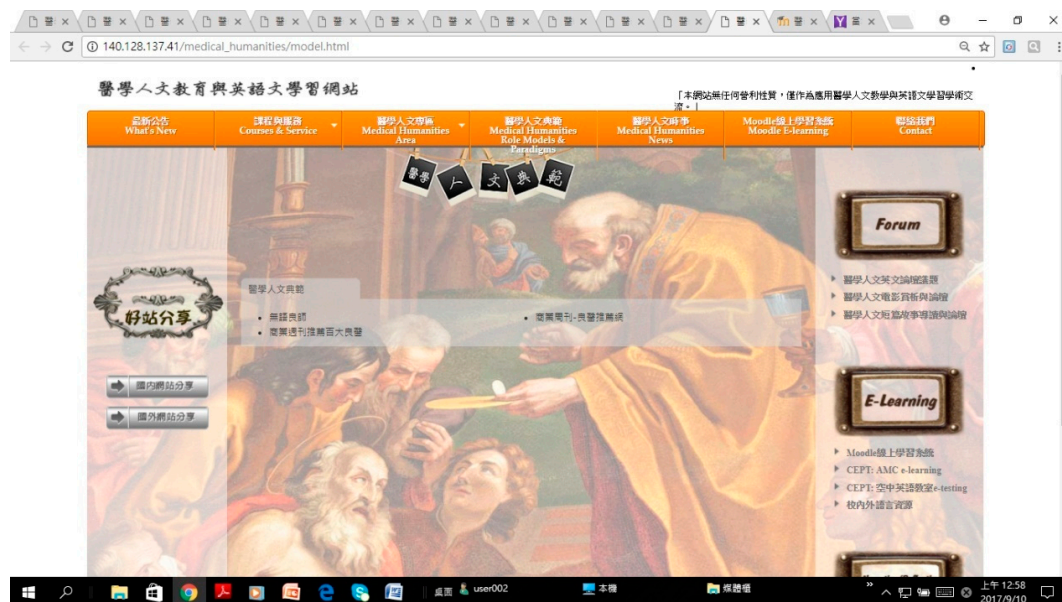 140.128.137.41/medical_humanities/model.html
醫學人文教育與英語文學習網站
「本網站無任何營利性質，僅作為應用醫學人文教學與英語文學習學術交
流。」
最新公告
What's New
課程與服務
Courses & Service
醫學人文專區
Medical Humanities
Area
醫學人文典範
Medical Humanities
Role Models &
Paradigms
醫學人文時事
Medical Humanities
News
Moodle線上學習系統
Moodle E-learning
聯絡我們
Contact
醫學人文典範
好站分享
國內網站分享
國外網站分享
醫學人文典範
無語良師
商業週刊推薦百大良醫
商業周刊-良醫推薦網
Forum
醫學人文英文論壇議題
醫學人文電影賞析與論壇
醫學人文短篇故事導讀與論壇
E-Learning
Moodle線上學習系統
CEPT: AMC e-learning
CEPT: 空中英語教室e-testing
校內外語言資源
桌面
user002
本機
媒體櫃
上午 12:58
2017/9/10